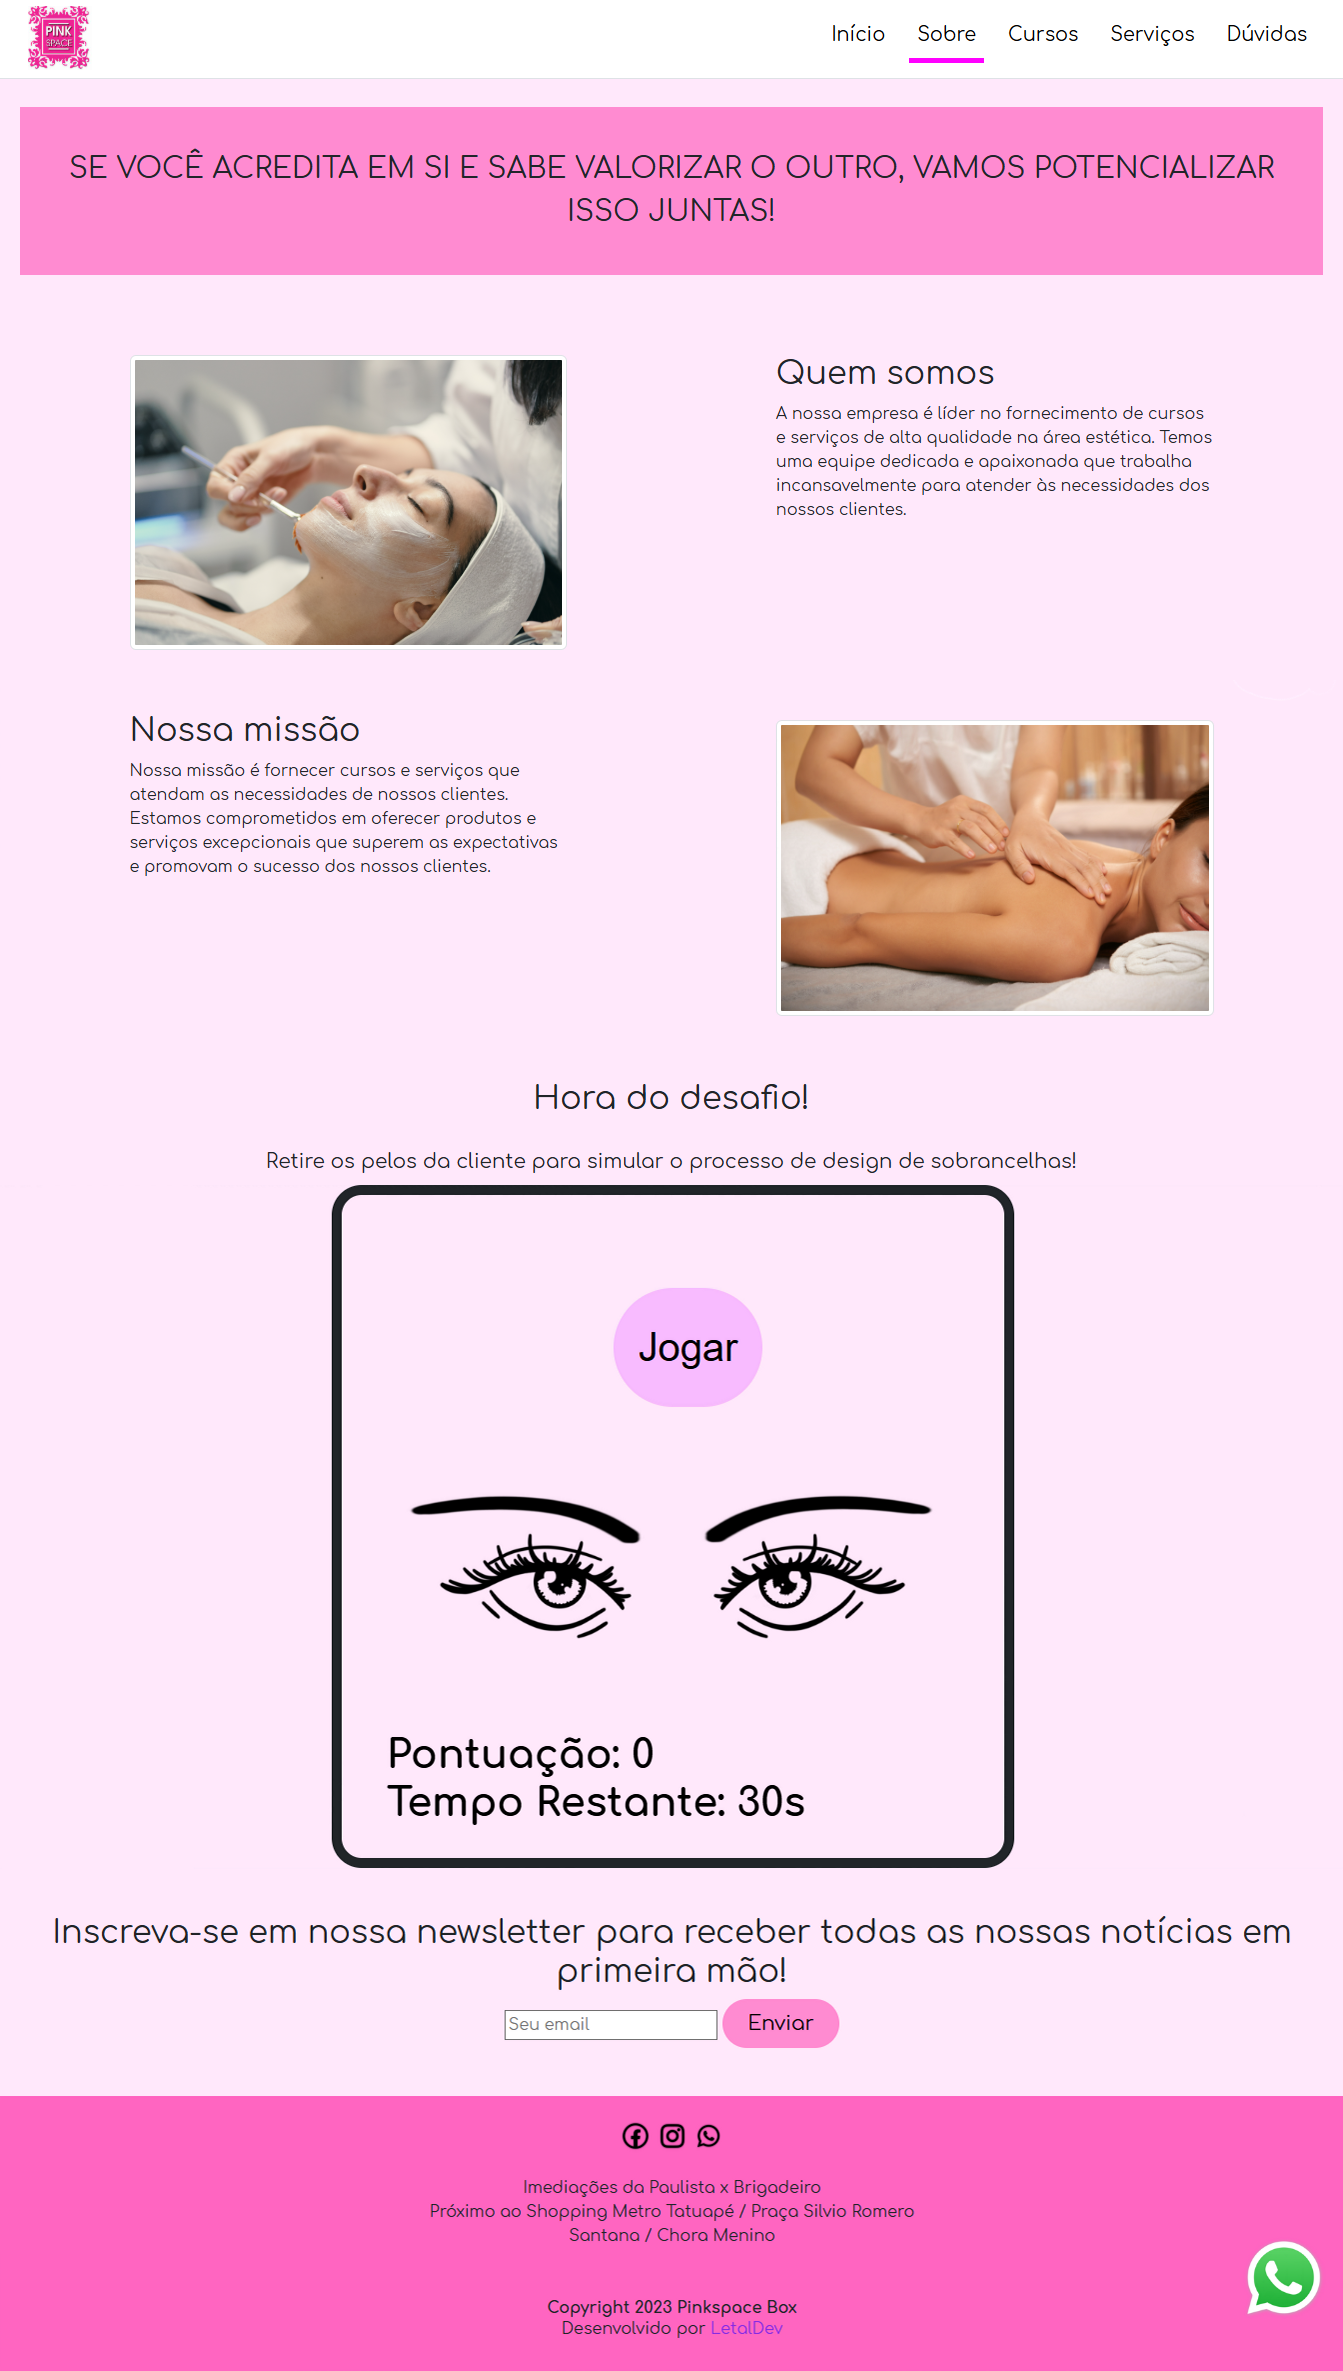 PINK
SPACE
Início
Sobre
Cursos
Serviços
Dúvidas
SE VOCÊ ACREDITA EM SI E SABE VALORIZAR O OUTRO, VAMOS POTENCIALIZAR
ISSO JUNTAS!
Quem somos
A nossa empresa é líder no fornecimento de cursos
e serviços de alta qualidade na área estética. Temos
uma equipe dedicada e apaixonada que trabalha
incansavelmente para atender às necessidades dos
nossos clientes.
Nossa missão
Nossa missão é fornecer cursos e serviços que
atendam as necessidades de nossos clientes.
Estamos comprometidos em oferecer produtos e
serviços excepcionais que superem as expectativas
e promovam o sucesso dos nossos clientes.
Hora do desafio!
Retire os pelos da cliente para simular o processo de design de sobrancelhas!
Jogar
Pontuação: 0
Tempo Restante: 30s
Inscreva-se em nossa newsletter para receber todas as nossas notícias em
primeira mão!
Seu email
Enviar
Imediações da Paulista x Brigadeiro
Próximo ao Shopping Metro Tatuapé / Praça Silvio Romero
Santana / Chora Menino
Copyright 2023 Pinkspace Box
Desenvolvido por LetalDev